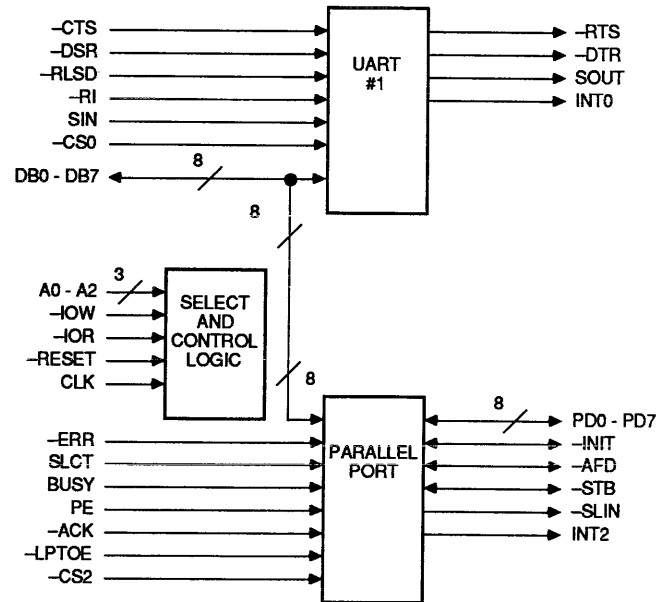 –CTS
–DSR
–RLSD
–RI
SIN
–CS0
DB0 - DB7
8
UART
#1
–RTS
–DTR
SOUT
INT0
8
A0 - A2
3
–IOW
–IOR
–RESET
CLK
SELECT
AND
CONTROL
LOGIC
8
–ERR
SLCT
BUSY
PE
–ACK
–LPTOE
–CS2
PARALLEL
PORT
8
PD0 - PD7
–INIT
–AFD
–STB
–SLIN
INT2